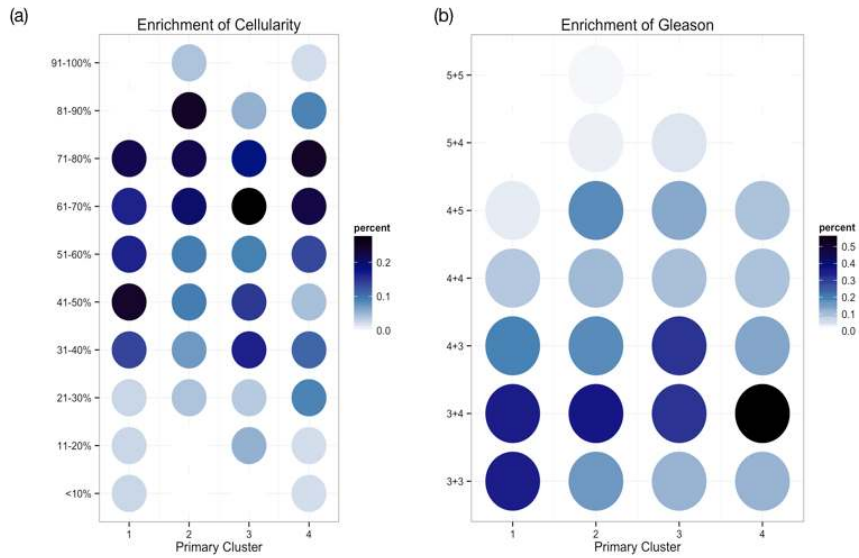 (a)
Enrichment of Cellularity
91-100%
81-90%
71-80%
61-70%
51-60%
41-50%
31-40%
21-30%
11-20%
<10%
1 2 3 4
Primary Cluster
percent
0.2
0.1
0.0
(b)
Enrichment of Gleason
5+5
5+4
4+5
4+4
4+3
3+4
3+3
1 2 3 4
Primary Cluster
percent
0.5
0.4
0.3
0.2
0.1
0.0